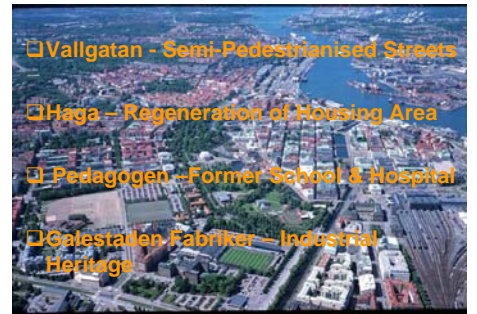 ❑Vallgatan - Semi-Pedestrianised Streets
❑Haga – Regeneration of Housing Area
❑ Pedagogen –Former School & Hospital
❑Galestaden Fabriker – Industrial
Heritage